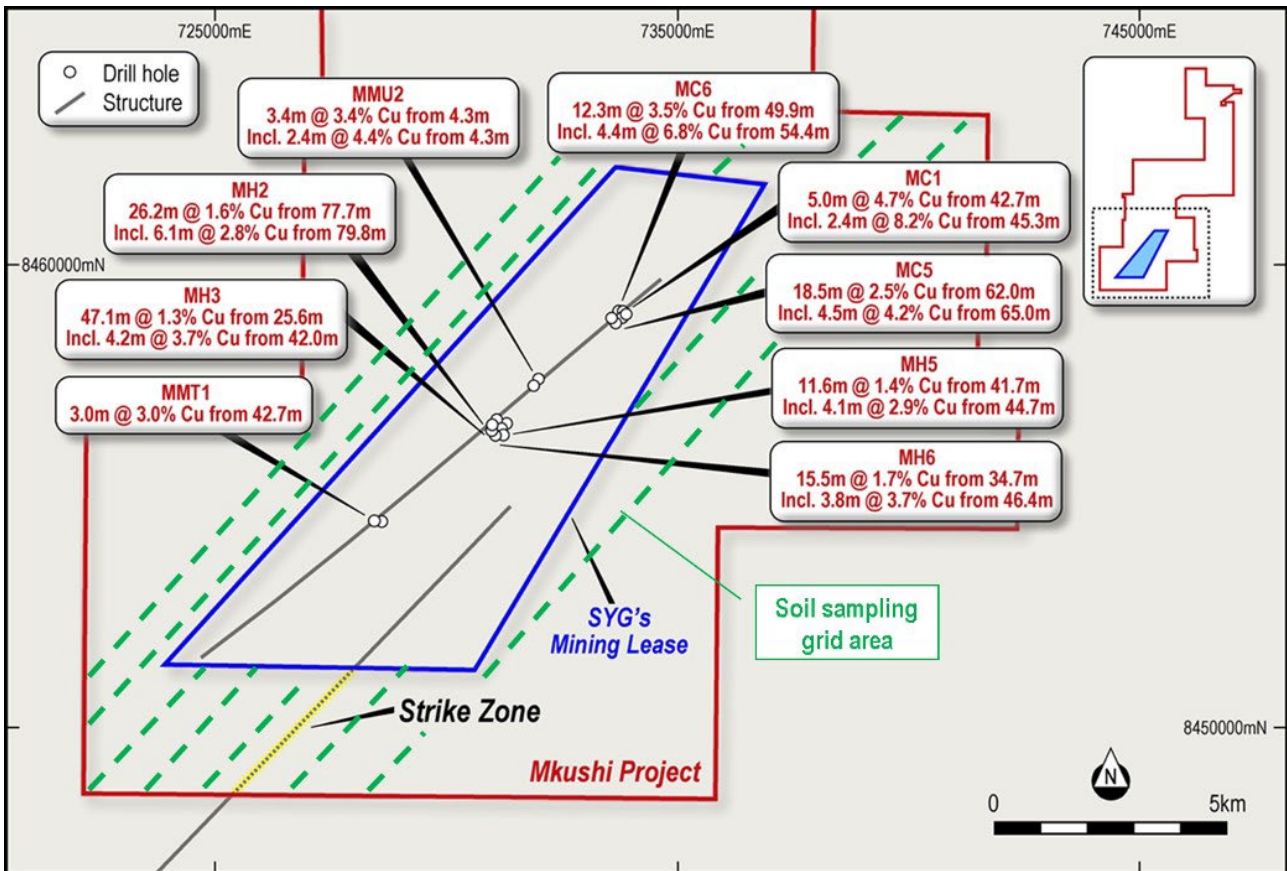 725000mE
735000mE
745000mE
Drill hole
Structure
MMU2
3.4m @ 3.4% Cu from 4.3m
Incl. 2.4m @ 4.4% Cu from 4.3m
MC6
12.3m @ 3.5% Cu from 49.9m
Incl. 4.4m @ 6.8% Cu from 54.4m
MH2
26.2m @ 1.6% Cu from 77.7m
Incl. 6.1m @ 2.8% Cu from 79.8m
MC1
5.0m @ 4.7% Cu from 42.7m
Incl. 2.4m @ 8.2% Cu from 45.3m
8460000mN
MH3
47.1m @ 1.3% Cu from 25.6m
Incl. 4.2m @ 3.7% Cu from 42.0m
MC5
18.5m @ 2.5% Cu from 62.0m
Incl. 4.5m @ 4.2% Cu from 65.0m
MMT1
3.0m @ 3.0% Cu from 42.7m
MH5
11.6m @ 1.4% Cu from 41.7m
Incl. 4.1m @ 2.9% Cu from 44.7m
MH6
15.5m @ 1.7% Cu from 34.7m
Incl. 3.8m @ 3.7% Cu from 46.4m
SYG's
Mining Lease
Soil sampling
grid area
Strike Zone
8450000mN
Mkushi Project
N
0
5km